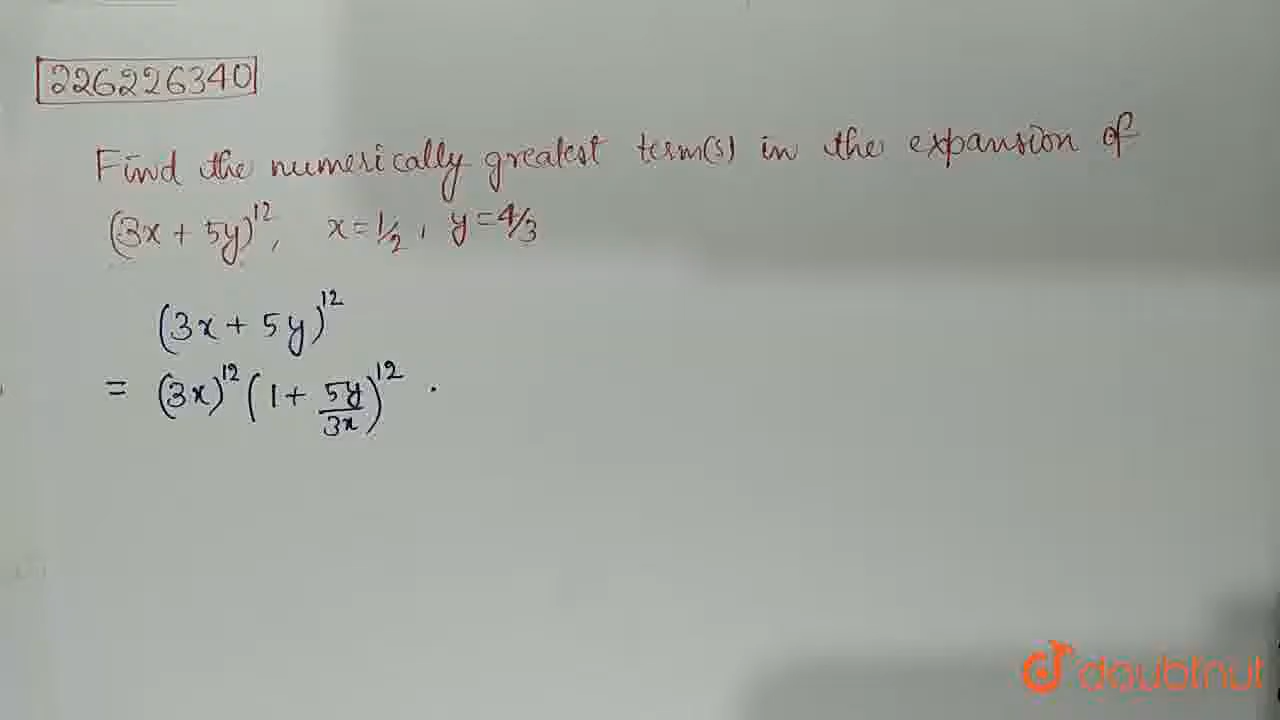 226226340
Find the numerically greatest term(s) in the expansion of
(3x + 5y)^12, x = 1/2, y = 4/3
(3x + 5y)^12
= (3x)^12 (1 + 5y/3x)^12 .
doubtnut